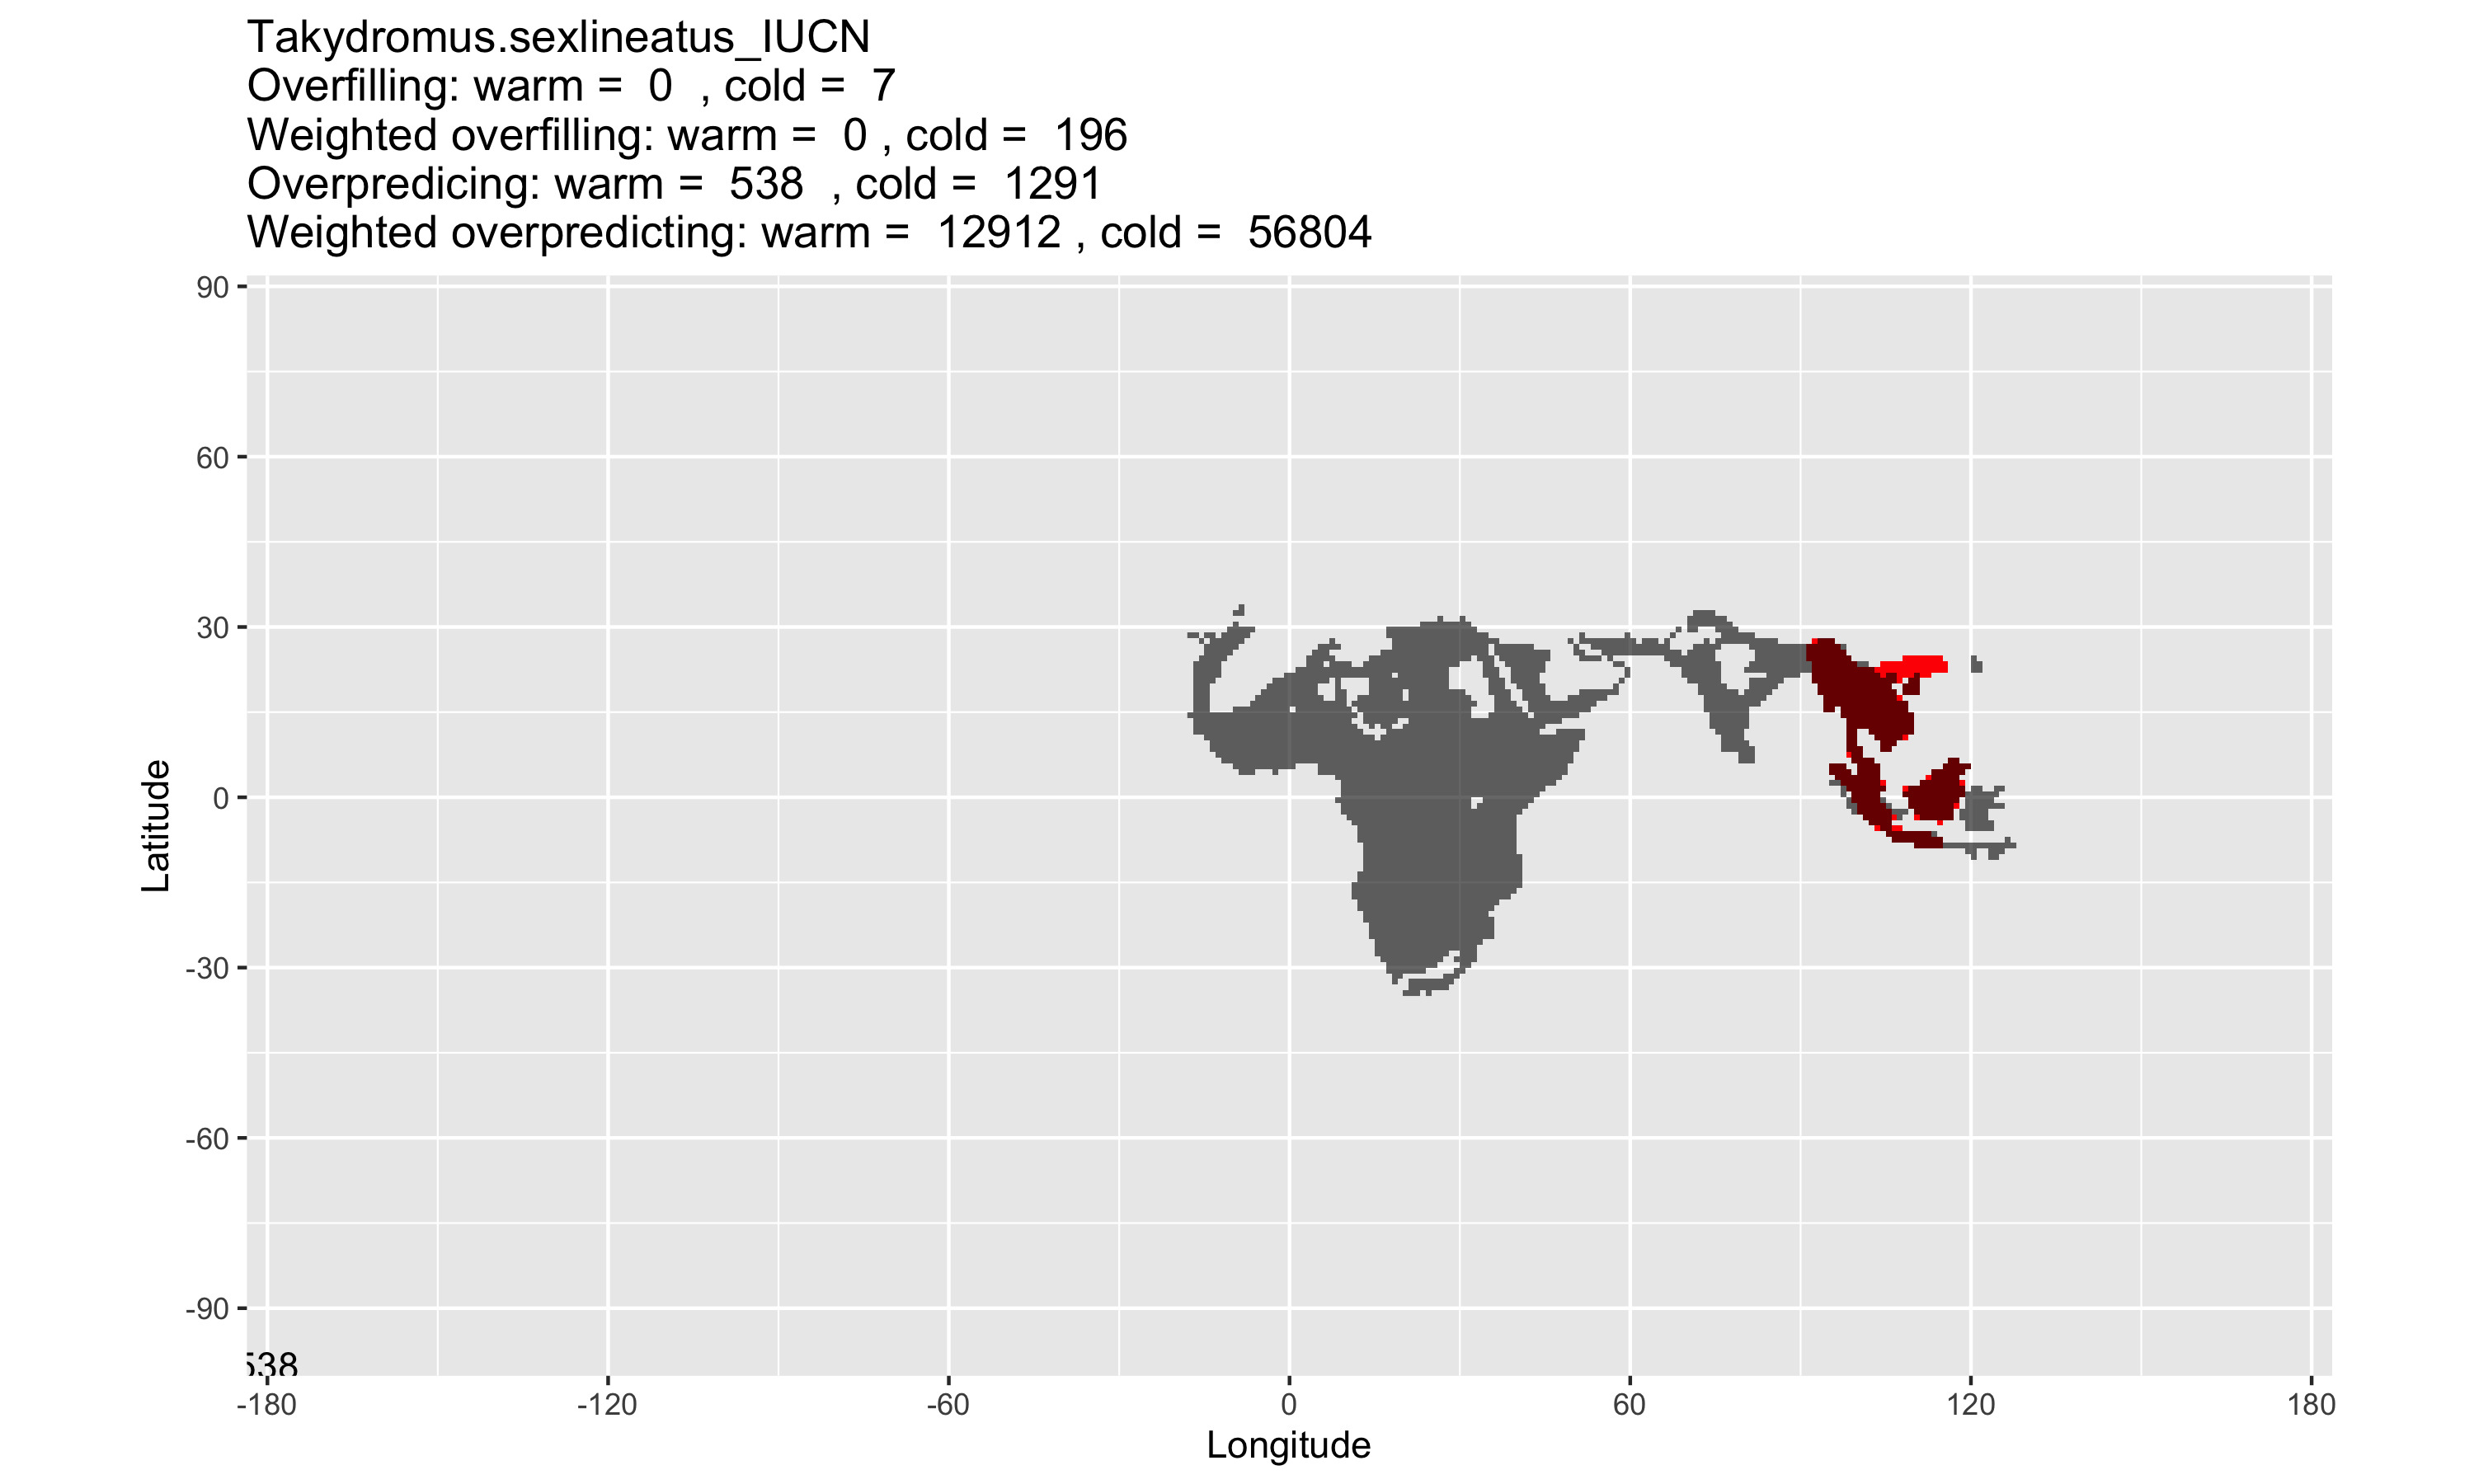 Takydromus.sexlineatus_IUCN
Overfilling: warm =  0  , cold =  7
Weighted overfilling: warm =  0 , cold =  196
Overpredicing: warm =  538  , cold =  1291
Weighted overpredicting: warm =  12912 , cold =  56804
90
60
30
0
-30
-60
-90
Latitude
538
-180
-120
-60
0
60
120
180
Longitude